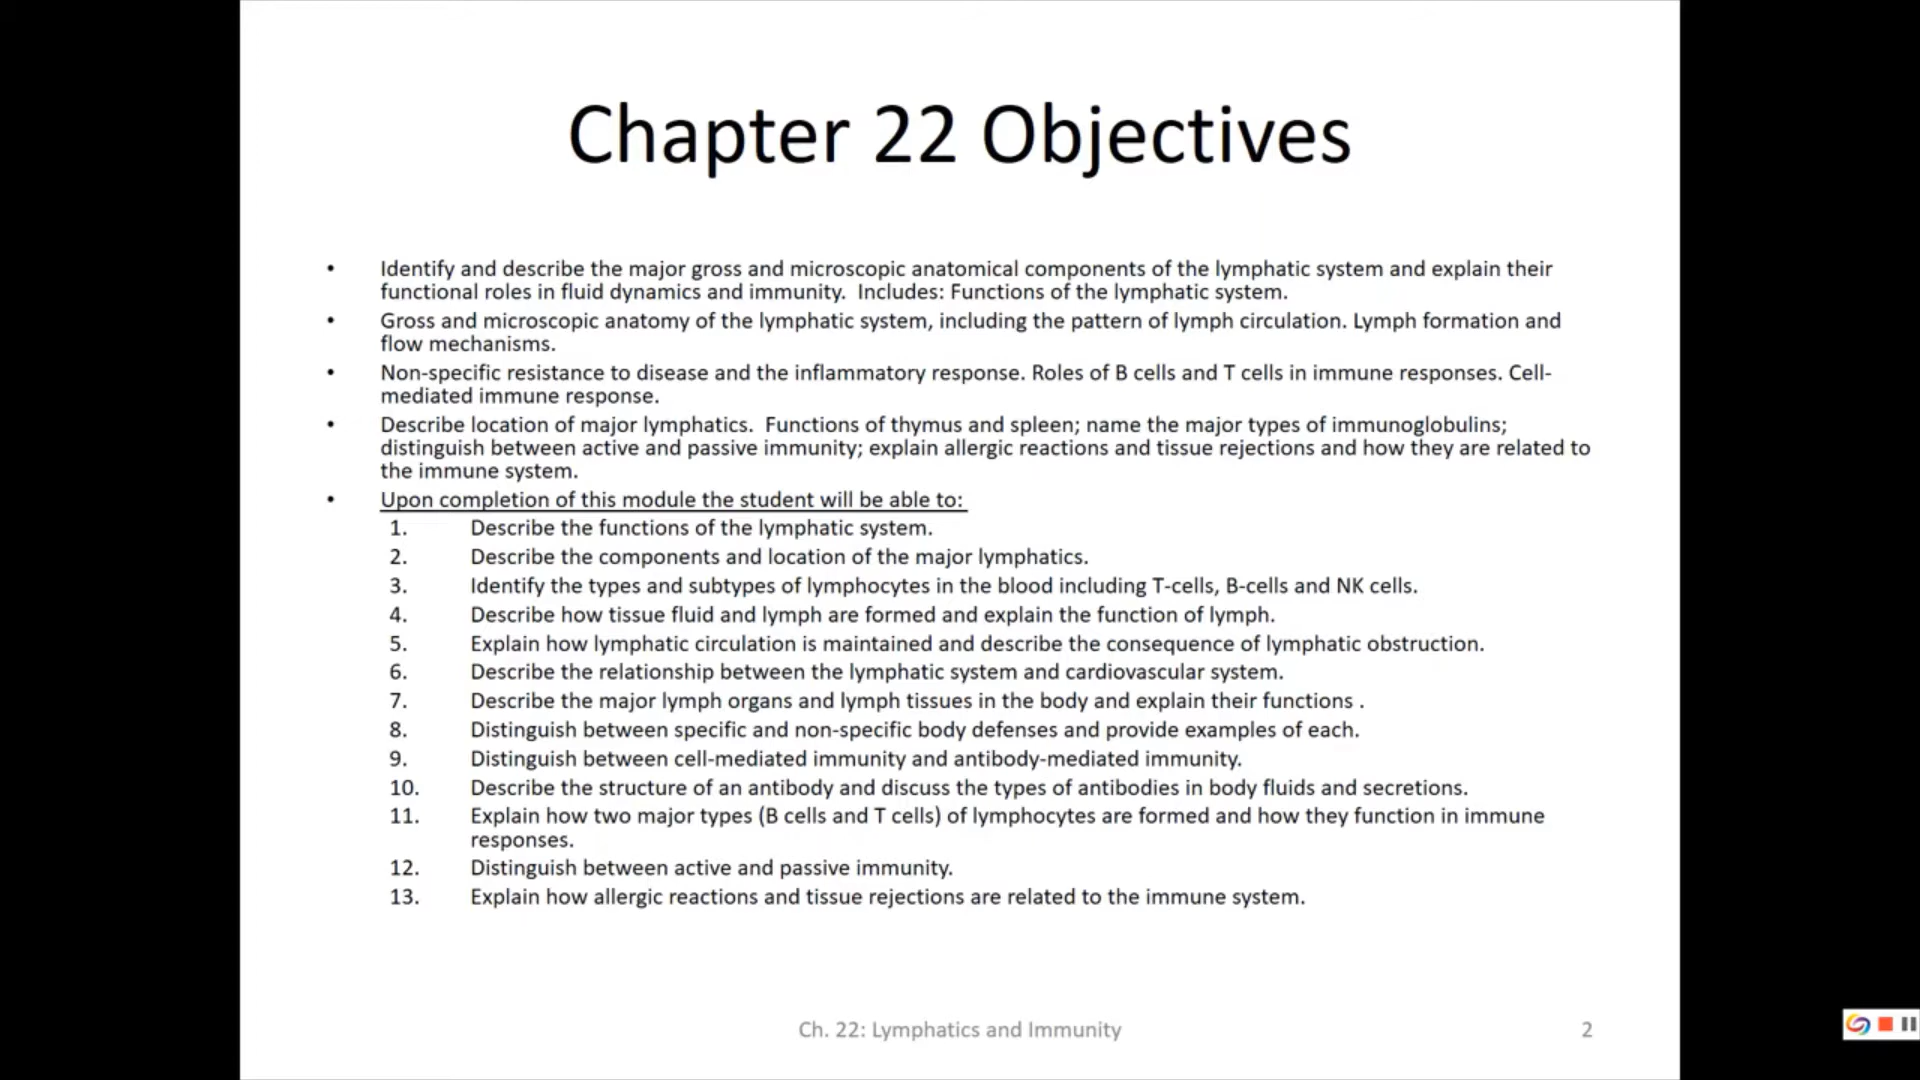 Chapter 22 Objectives
• Identify and describe the major gross and microscopic anatomical components of the lymphatic system and explain their
functional roles in fluid dynamics and immunity.  Includes: Functions of the lymphatic system.
• Gross and microscopic anatomy of the lymphatic system, including the pattern of lymph circulation. Lymph formation and
flow mechanisms.
• Non-specific resistance to disease and the inflammatory response. Roles of B cells and T cells in immune responses. Cell-
mediated immune response.
• Describe location of major lymphatics.  Functions of thymus and spleen; name the major types of immunoglobulins;
distinguish between active and passive immunity; explain allergic reactions and tissue rejections and how they are related to
the immune system.
• Upon completion of this module the student will be able to:
1. Describe the functions of the lymphatic system.
2. Describe the components and location of the major lymphatics.
3. Identify the types and subtypes of lymphocytes in the blood including T-cells, B-cells and NK cells.
4. Describe how tissue fluid and lymph are formed and explain the function of lymph.
5. Explain how lymphatic circulation is maintained and describe the consequence of lymphatic obstruction.
6. Describe the relationship between the lymphatic system and cardiovascular system.
7. Describe the major lymph organs and lymph tissues in the body and explain their functions .
8. Distinguish between specific and non-specific body defenses and provide examples of each.
9. Distinguish between cell-mediated immunity and antibody-mediated immunity.
10. Describe the structure of an antibody and discuss the types of antibodies in body fluids and secretions.
11. Explain how two major types (B cells and T cells) of lymphocytes are formed and how they function in immune
responses.
12. Distinguish between active and passive immunity.
13. Explain how allergic reactions and tissue rejections are related to the immune system.
Ch. 22: Lymphatics and Immunity
2